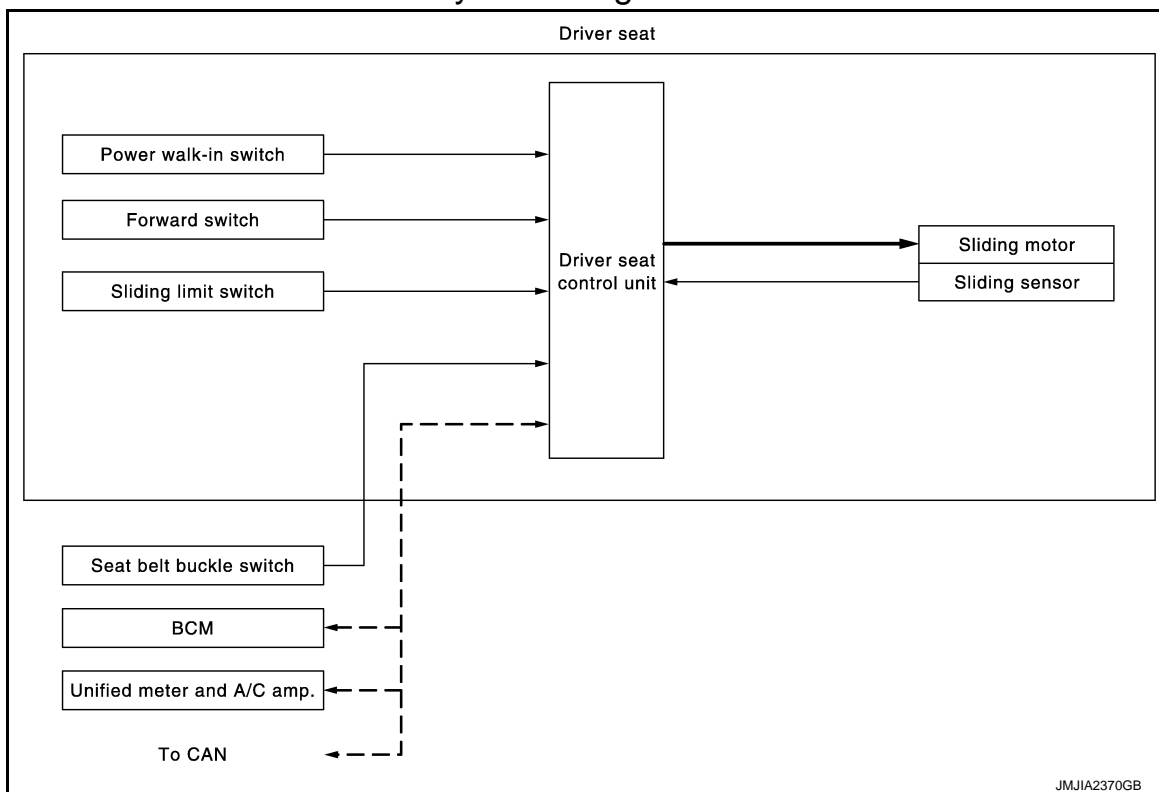 Driver seat
Power walk-in switch
Forward switch
Sliding limit switch
Driver seat
control unit
Sliding motor
Sliding sensor
Seat belt buckle switch
BCM
Unified meter and A/C amp.
To CAN
JMJIA2370GB